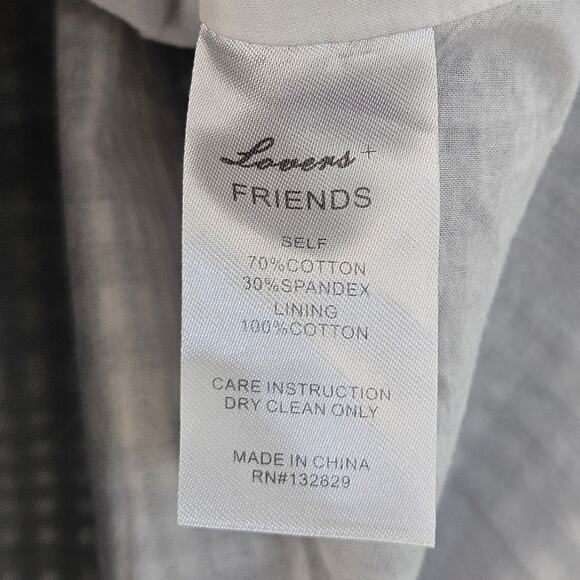 Lovers+
FRIENDS
SELF
70%COTTON
30%SPANDEX
LINING
100%COTTON
CARE INSTRUCTION
DRY CLEAN ONLY
MADE IN CHINA
RN#132829